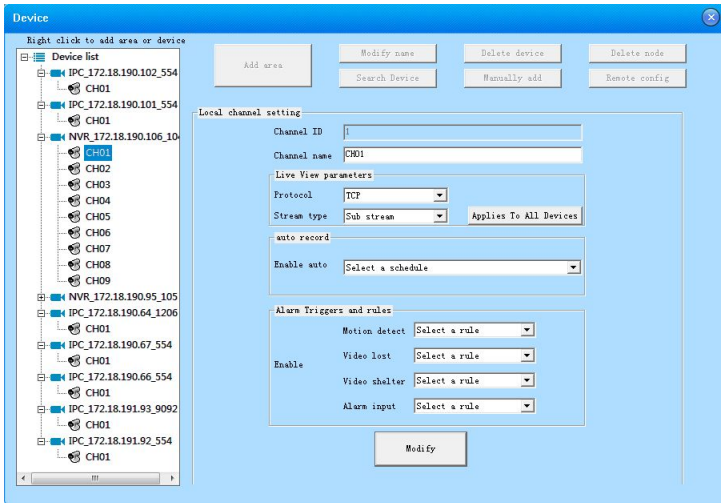 Device
Right click to add area or device
Device list
IPC_172.18.190.102_554
CH01
IPC_172.18.190.101_554
CH01
NVR_172.18.190.106_10
CH01
CH02
CH03
CH04
CH05
CH06
CH07
CH08
CH09
NVR_172.18.190.95_105
IPC_172.18.190.64_1206
CH01
IPC_172.18.190.67_554
CH01
IPC_172.18.190.66_554
CH01
IPC_172.18.191.93_9092
CH01
IPC_172.18.191.92_554
CH01
Add area
Modify name
Delete device
Delete node
Search Device
Manually add
Remote config
Local channel setting
Channel ID 1
Channel name CH01
Live View parameters
Protocol TCP
Stream type Sub stream Applies To All Devices
auto record
Enable auto Select a schedule
Alarm Triggers and rules
Enable
Motion detect Select a rule
Video lost Select a rule
Video shelter Select a rule
Alarm input Select a rule
Modify